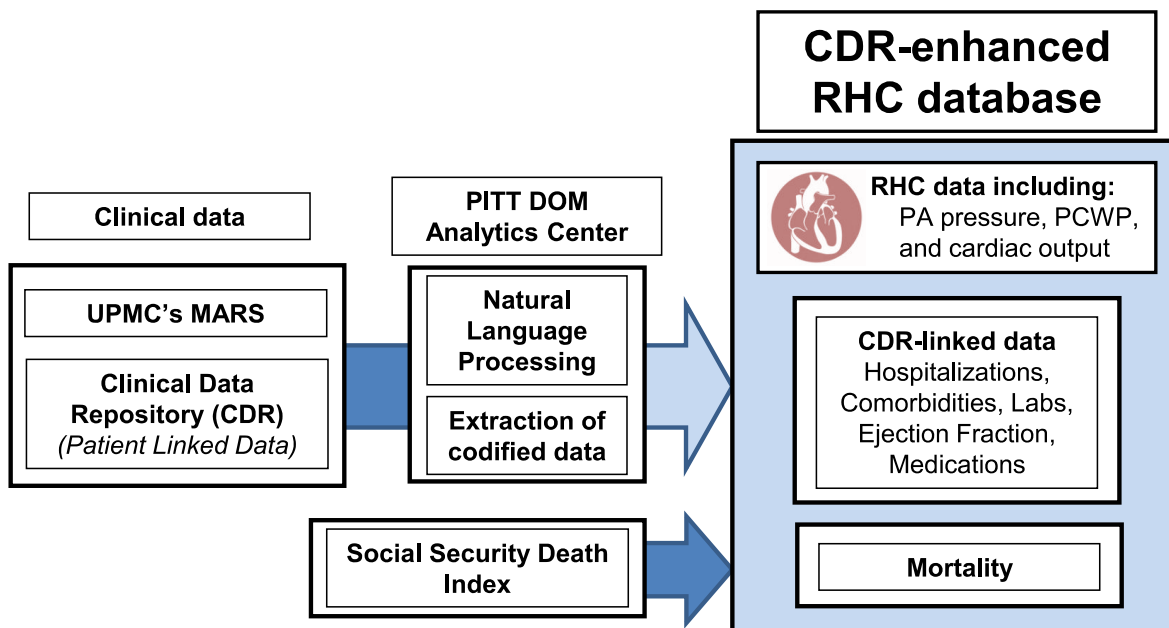 CDR-enhanced
RHC database
Clinical data
UPMC's MARS
Clinical Data
Repository (CDR)
(Patient Linked Data)
PITT DOM
Analytics Center
Natural
Language
Processing
Extraction of
codified data
Social Security Death
Index
RHC data including:
PA pressure, PCWP,
and cardiac output
CDR-linked data
Hospitalizations,
Comorbidities, Labs,
Ejection Fraction,
Medications
Mortality